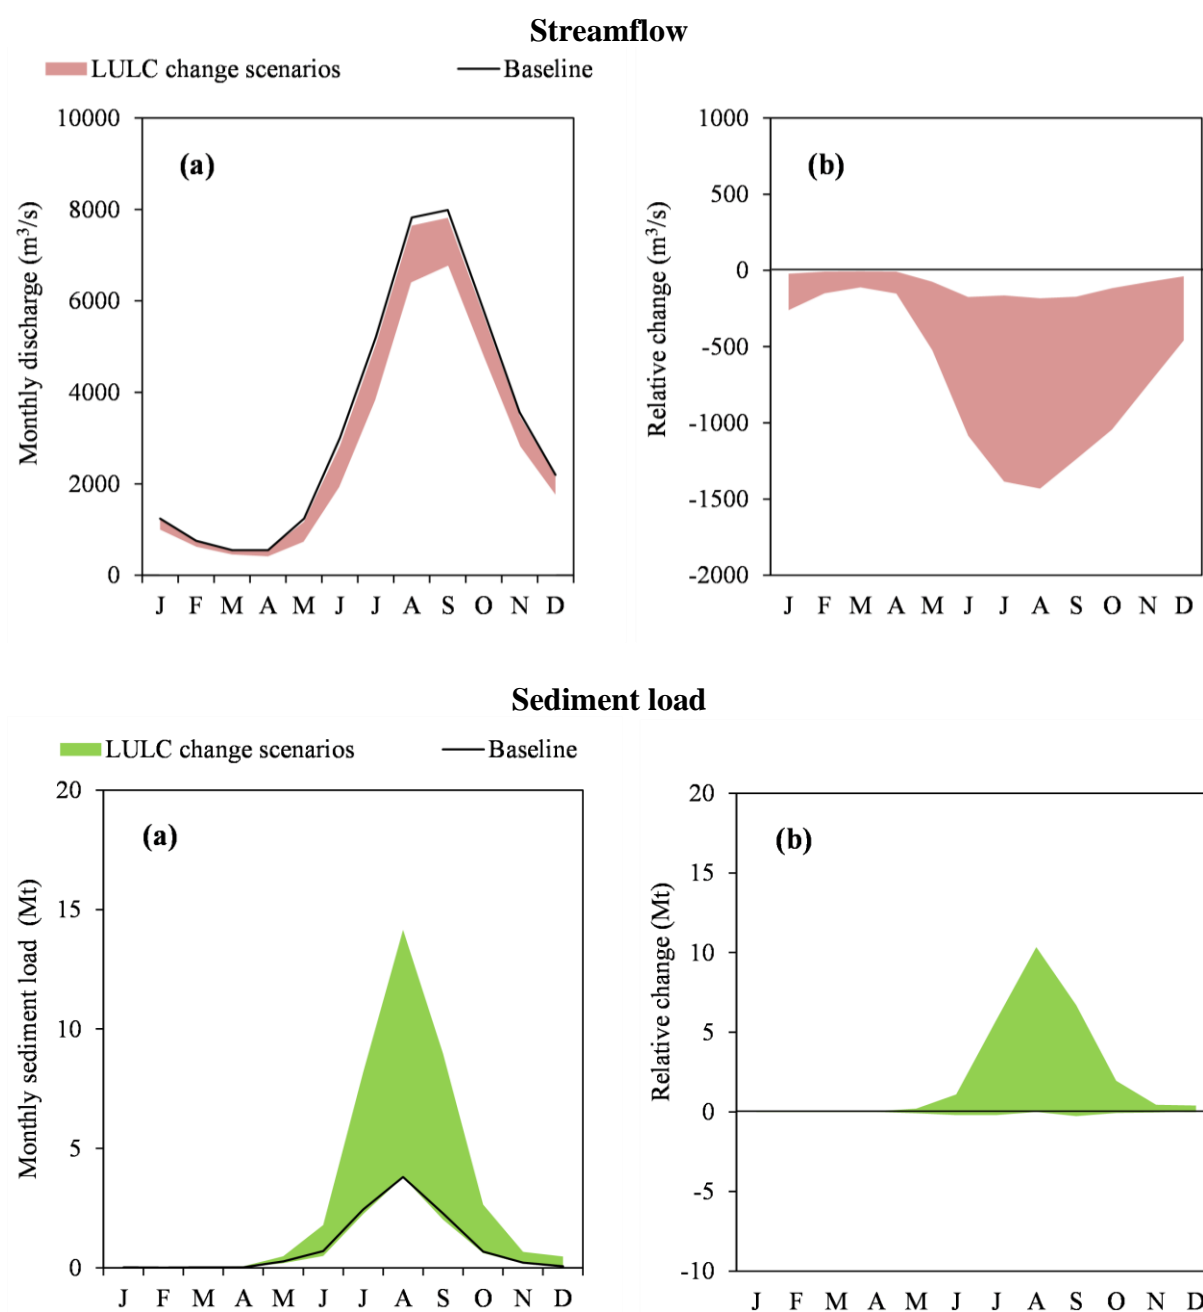 Streamflow
LULC change scenarios Baseline
Monthly discharge (m³/s)
10000
8000
6000
4000
2000
0
(a)
J F M A M J J A S O N D
Relative change (m³/s)
1000
500
0
-500
-1000
-1500
-2000
(b)
J F M A M J J A S O N D
Sediment load
LULC change scenarios Baseline
Monthly sediment load (Mt)
20
15
10
5
0
(a)
J F M A M J J A S O N D
Relative change (Mt)
20
15
10
5
0
-5
-10
(b)
J F M A M J J A S O N D